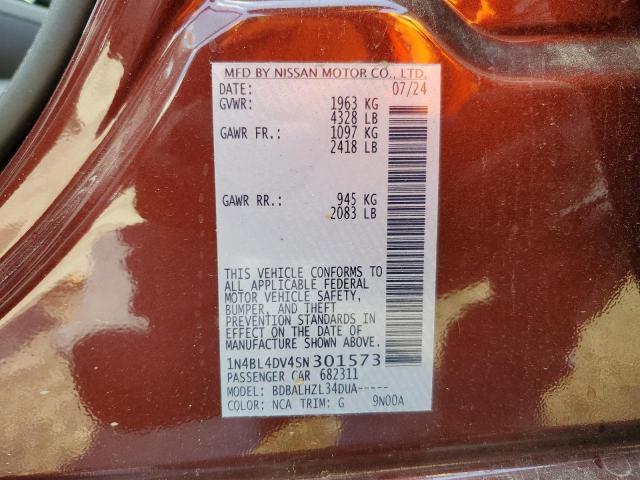 MFD BY NISSAN MOTOR CO., LTD.
DATE: 07/24
GVWR: 1963 KG
4328 LB
GAWR FR.: 1097 KG
2418 LB
GAWR RR.: 945 KG
2083 LB
THIS VEHICLE CONFORMS TO
ALL APPLICABLE FEDERAL
MOTOR VEHICLE SAFETY,
BUMPER, AND THEFT
PREVENTION STANDARDS IN
EFFECT ON THE DATE OF
MANUFACTURE SHOWN ABOVE.
1N4BL4DV4SN301573
PASSENGER CAR 682311
MODEL: BDBALHZL34DUA-----
COLOR: NCA TRIM: G 9N00A